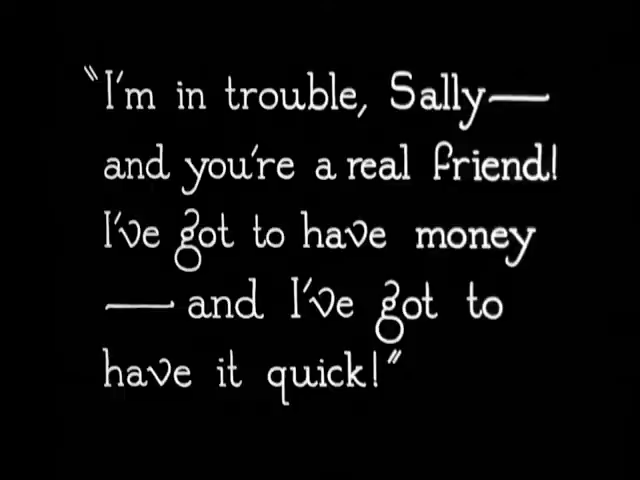 "I'm in trouble, Sally—
and you're a real friend!
I've got to have money
— and I've got to
have it quick!"